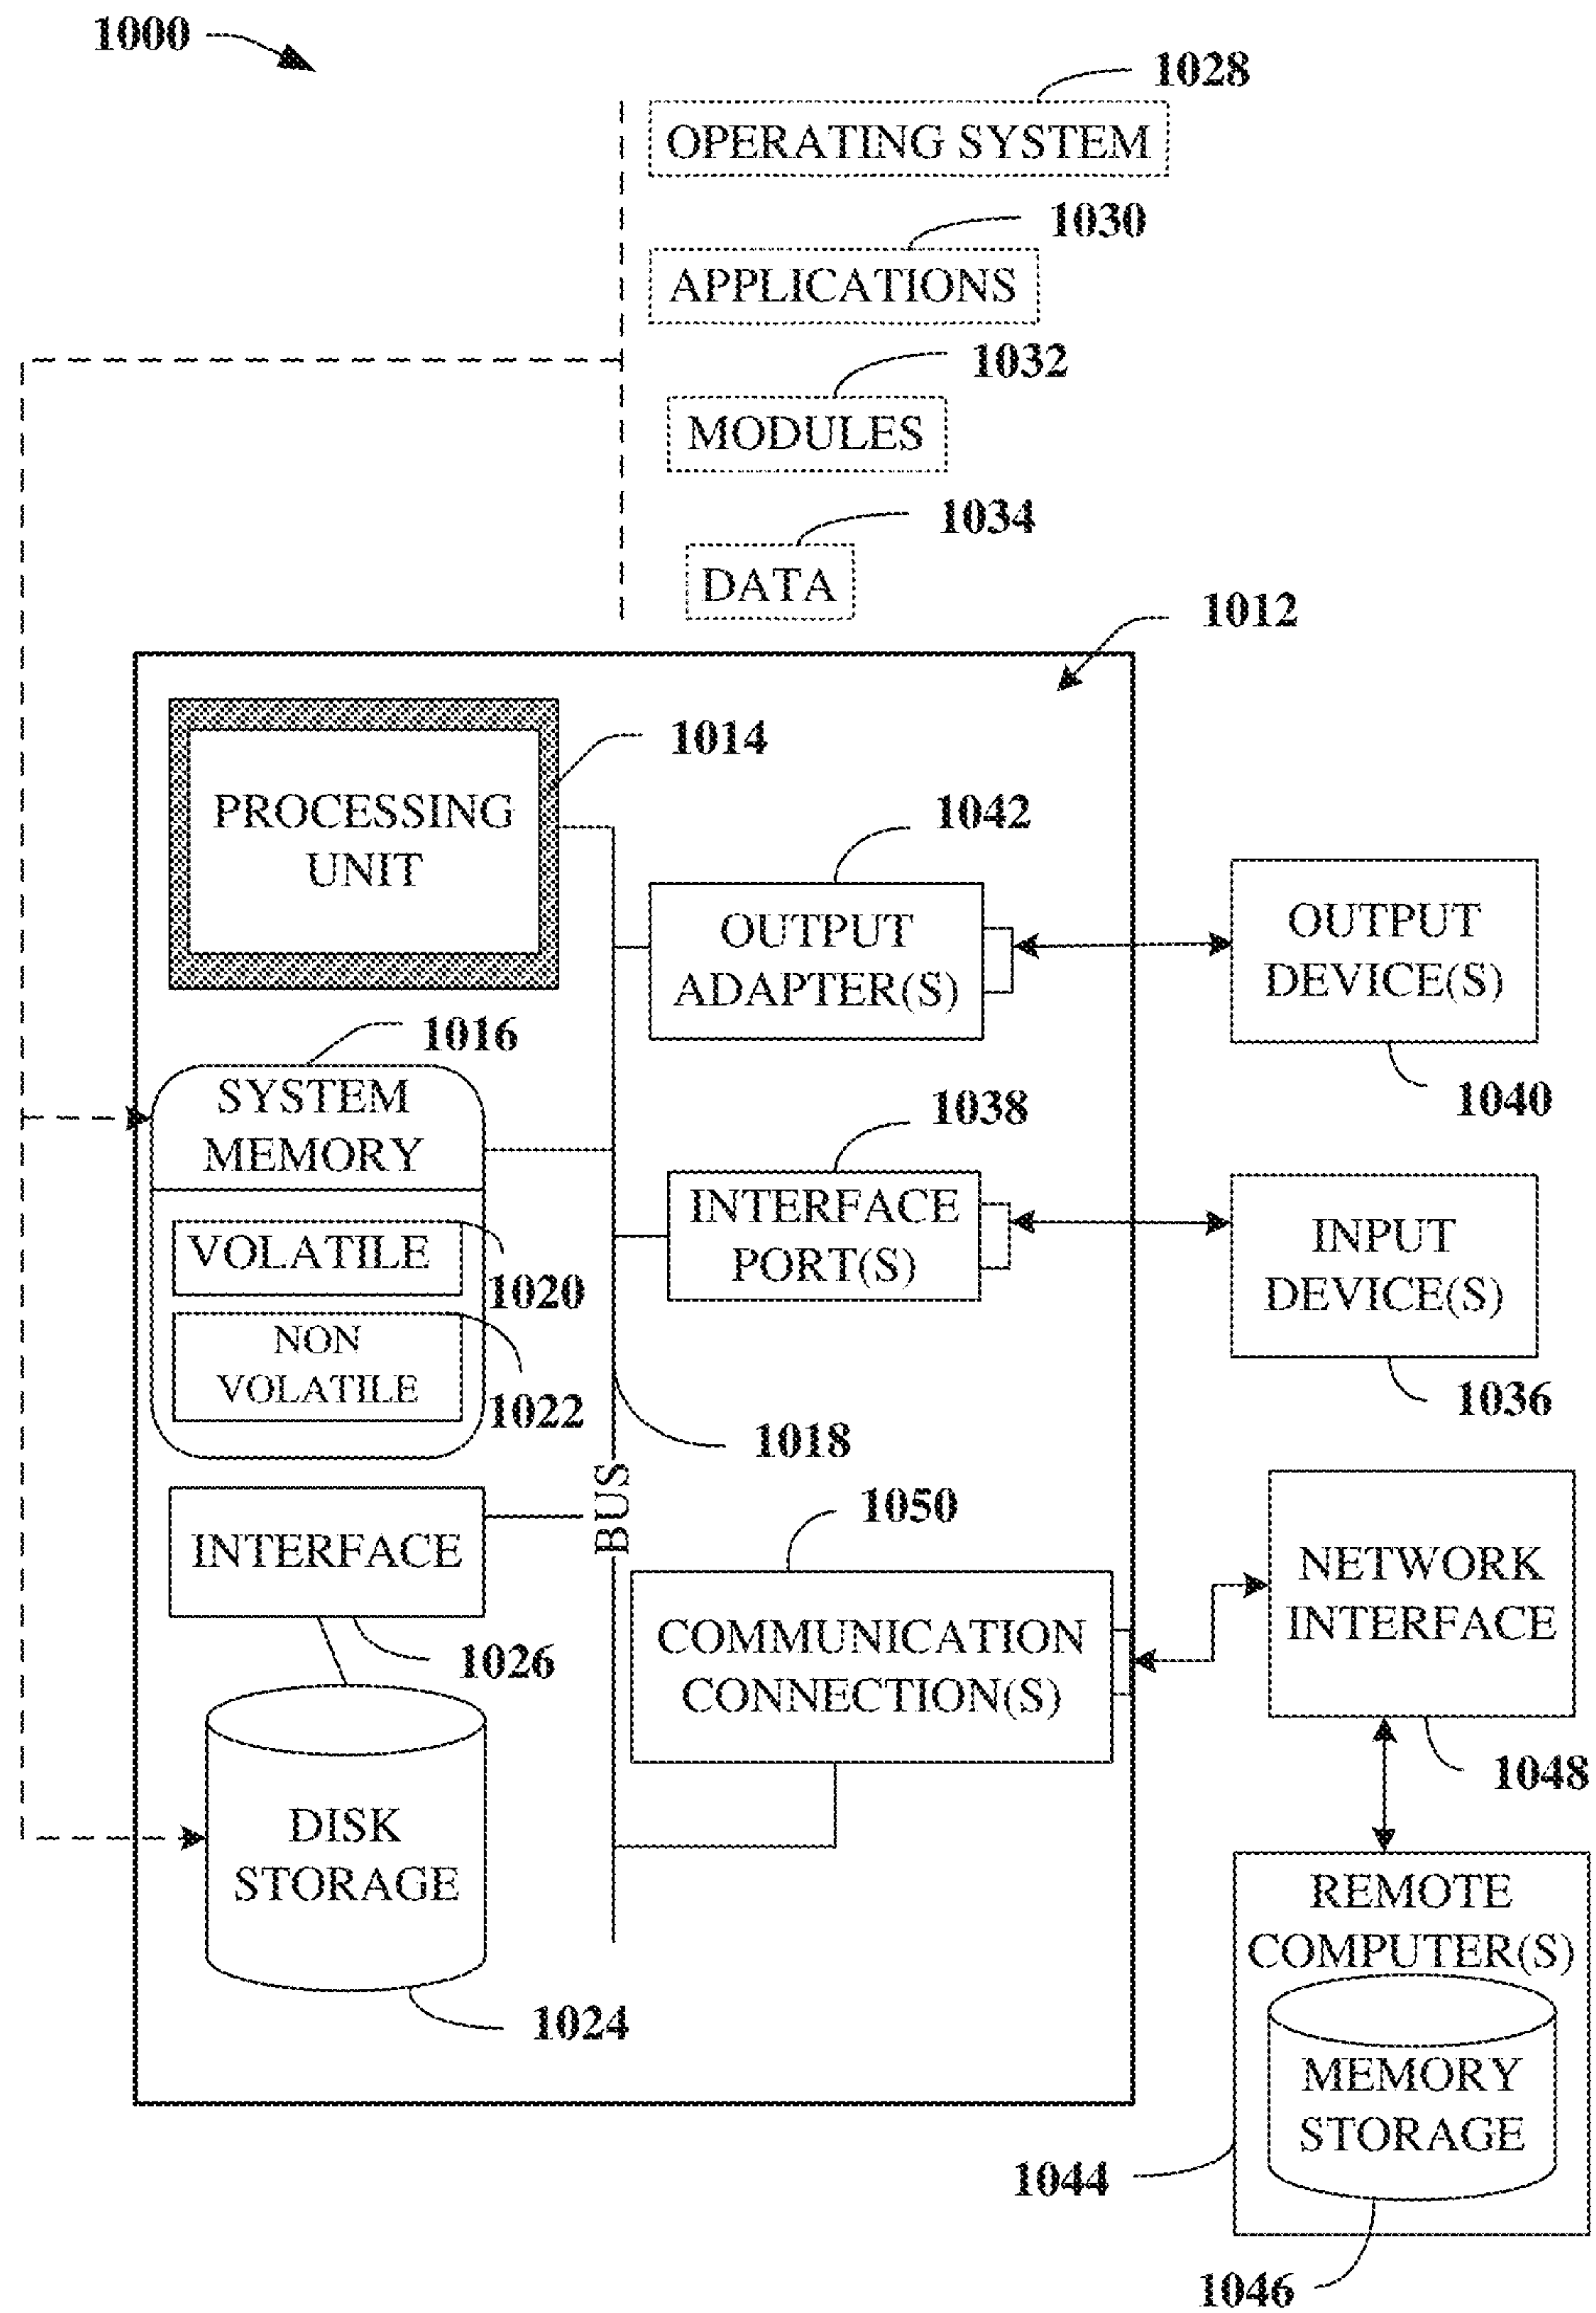 1000
1028
OPERATING SYSTEM
1030
APPLICATIONS
1032
MODULES
1034
DATA
1012
1014
PROCESSING
UNIT
1042
OUTPUT
ADAPTER(S)
OUTPUT
DEVICE(S)
1040
1016
SYSTEM
MEMORY
VOLATILE
1020
NON
VOLATILE
1022
1038
INTERFACE
PORT(S)
INPUT
DEVICE(S)
1036
1018
BUS
INTERFACE
1026
1050
COMMUNICATION
CONNECTION(S)
NETWORK
INTERFACE
1048
DISK
STORAGE
1024
REMOTE
COMPUTER(S)
MEMORY
STORAGE
1044
1046